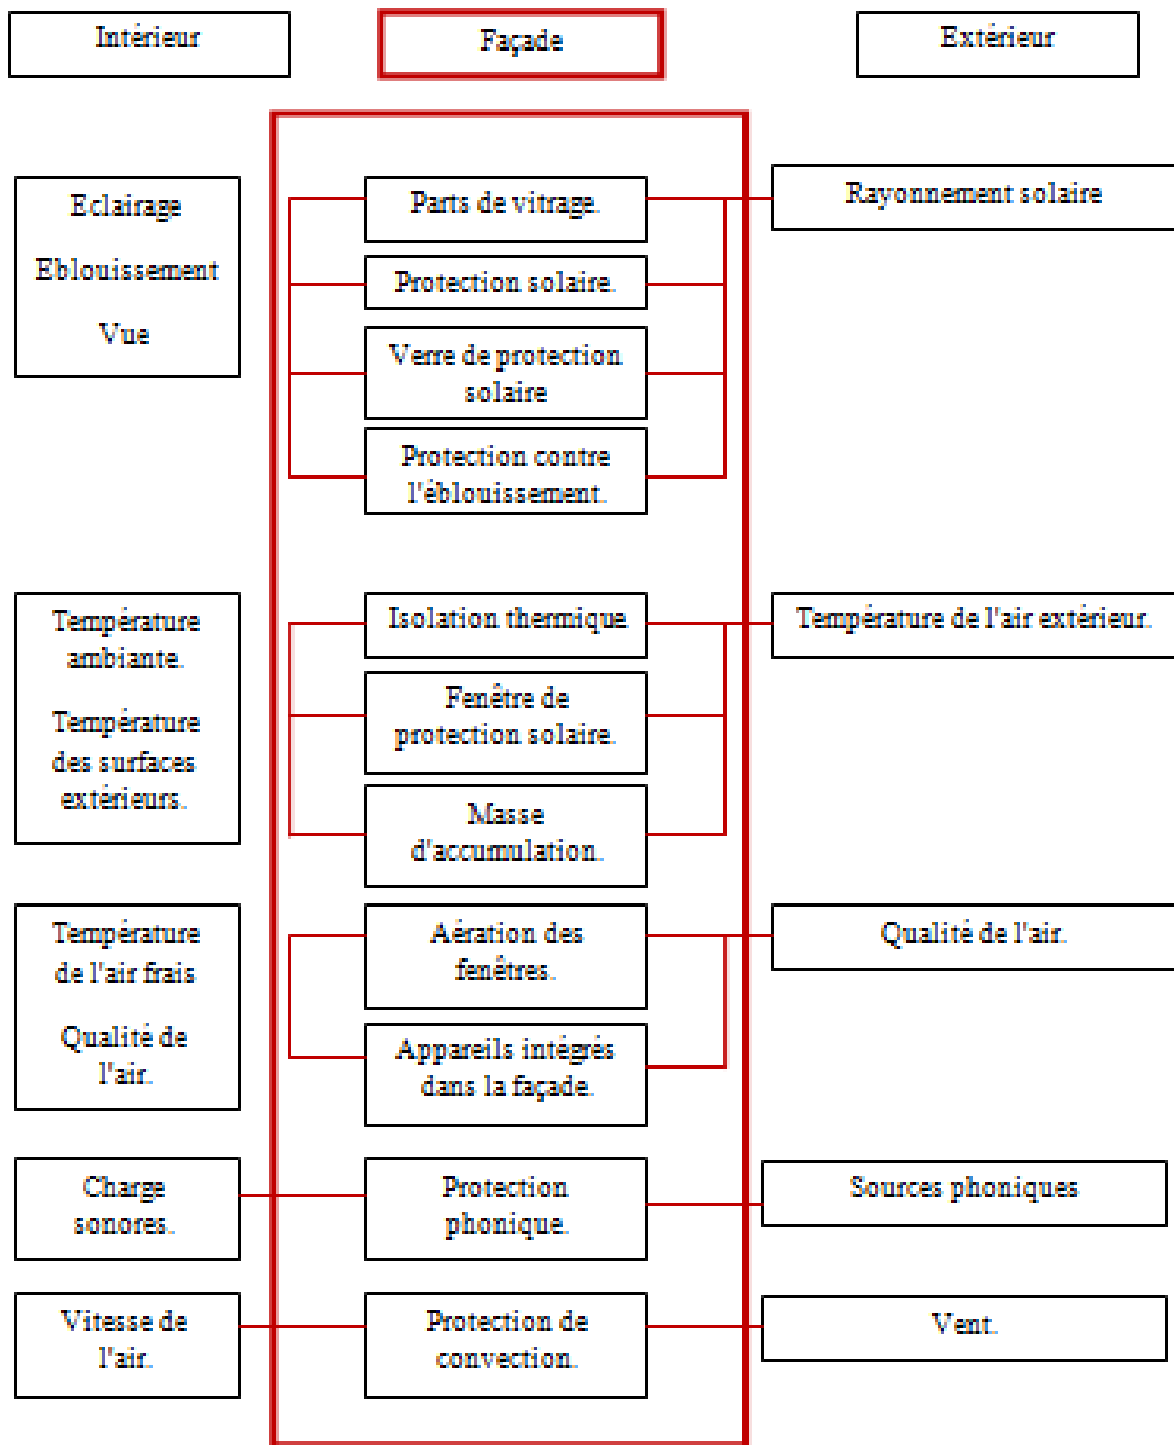 Intérieur
Façade
Extérieur
Eclairage
Eblouissement
Vue
Parts de vitrage.
Protection solaire.
Verre de protection
solaire
Protection contre
l'éblouissement.
Rayonnement solaire
Température
ambiante.
Température
des surfaces
extérieurs.
Isolation thermique
Fenêtre de
protection solaire.
Masse
d'accumulation.
Température de l'air extérieur.
Température
de l'air frais
Qualité de
l'air.
Aération des
fenêtres.
Appareils intégrés
dans la façade.
Qualité de l'air.
Charge
sonores.
Protection
phonique.
Sources phoniques
Vitesse de
l'air.
Protection de
convection.
Vent.